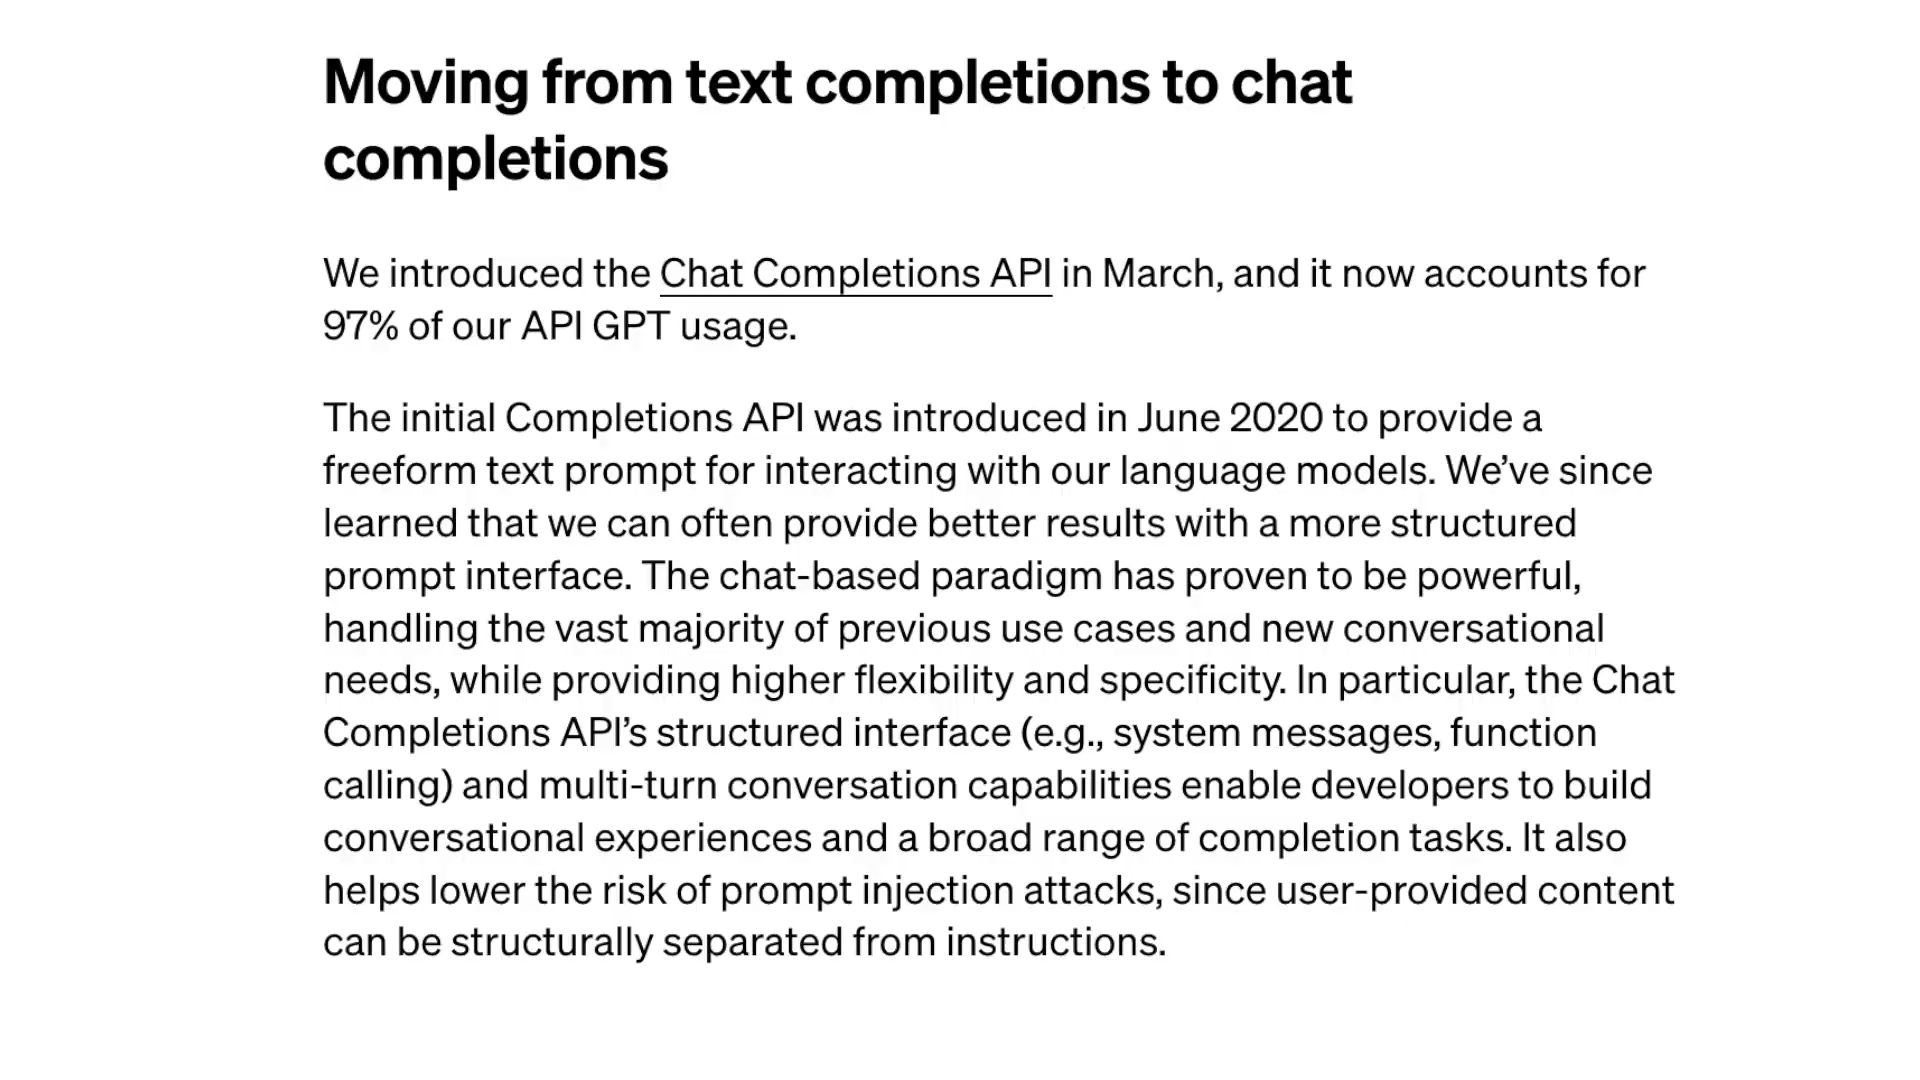 Moving from text completions to chat
completions
We introduced the Chat Completions API in March, and it now accounts for
97% of our API GPT usage.
The initial Completions API was introduced in June 2020 to provide a
freeform text prompt for interacting with our language models. We’ve since
learned that we can often provide better results with a more structured
prompt interface. The chat-based paradigm has proven to be powerful,
handling the vast majority of previous use cases and new conversational
needs, while providing higher flexibility and specificity. In particular, the Chat
Completions API’s structured interface (e.g., system messages, function
calling) and multi-turn conversation capabilities enable developers to build
conversational experiences and a broad range of completion tasks. It also
helps lower the risk of prompt injection attacks, since user-provided content
can be structurally separated from instructions.